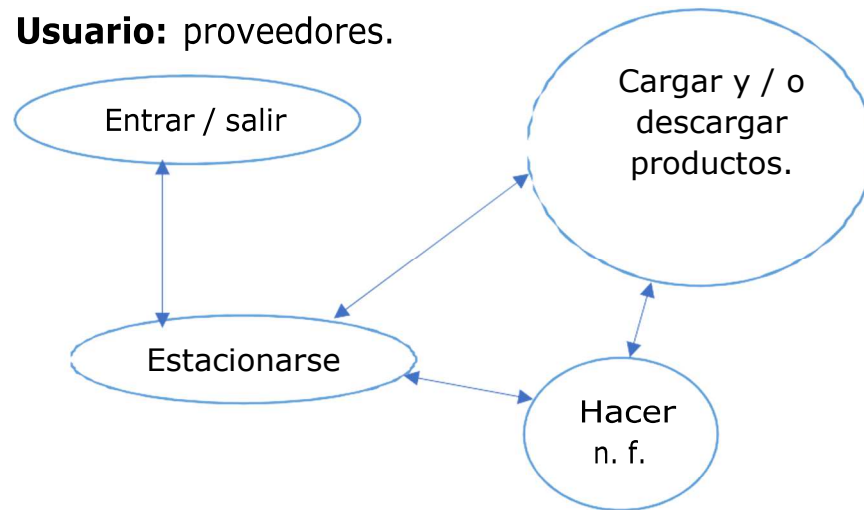 Usuario: proveedores.
Entrar / salir
Cargar y / o
descargar
productos.
Estacionarse
Hacer
n. f.